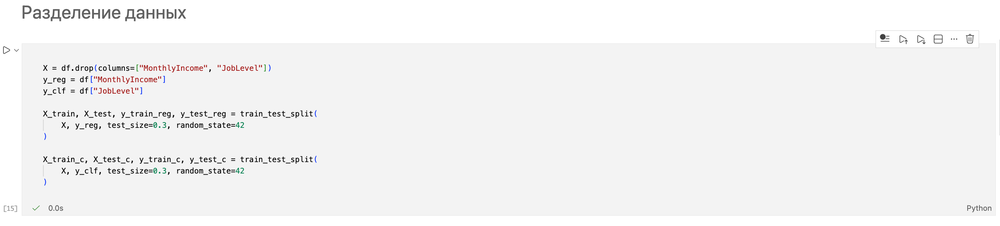 Разделение данных
X = df.drop(columns=["MonthlyIncome", "JobLevel"])
y_reg = df["MonthlyIncome"]
y_clf = df["JobLevel"]
X_train, X_test, y_train_reg, y_test_reg = train_test_split(
    X, y_reg, test_size=0.3, random_state=42
)
X_train_c, X_test_c, y_train_c, y_test_c = train_test_split(
    X, y_clf, test_size=0.3, random_state=42
)
[15] 0.0s Python